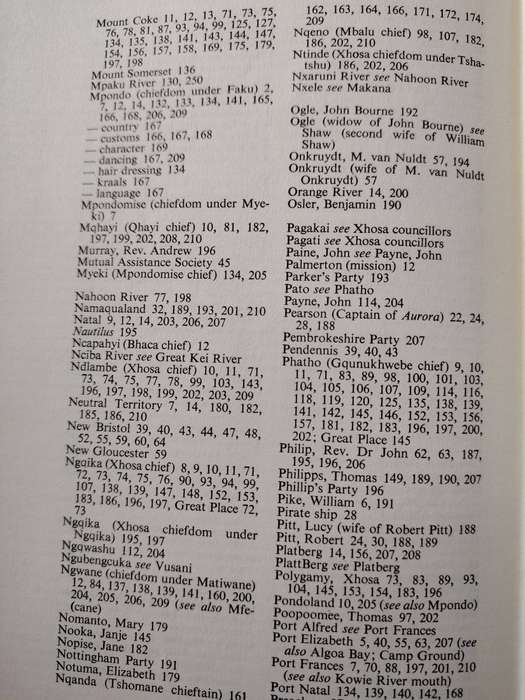 Mount Coke 11, 12, 13, 71, 73, 75,
76, 78, 81, 87, 93, 94, 99, 125, 127,
134, 135, 138, 141, 143, 144, 147,
154, 156, 157, 158, 169, 175, 179,
197, 198
Mount Somerset 136
Mpaku River 130, 250
Mpondo (chiefdom under Faku) 2,
7, 12, 14, 132, 133, 134, 141, 165,
166, 168, 206, 209
— country 167
— customs 166, 167, 168
— character 169
— dancing 167, 209
— hair dressing 134
— kraals 167
— language 167
Mpondomise (chiefdom under Mye-
ki) 7
Mqhayi (Qhayi chief) 10, 81, 182,
197, 199, 202, 208, 210
Murray, Rev. Andrew 196
Mutual Assistance Society 45
Myeki (Mpondomise chief) 134, 205
Nahoon River 77, 198
Namaqualand 32, 189, 193, 201, 210
Natal 9, 12, 14, 203, 206, 207
Nautilus 195
Ncapahyi (Bhaca chief) 12
Nciba River see Great Kei River
Ndlambe (Xhosa chief) 10, 11, 71,
73, 74, 75, 77, 78, 99, 103, 143,
196, 197, 198, 199, 202, 203, 209
Neutral Territory 7, 14, 180, 182,
185, 186, 210
New Bristol 39, 40, 43, 44, 47, 48,
52, 55, 59, 60, 64
New Gloucester 59
Ngqika (Xhosa chief) 8, 9, 10, 11, 71,
72, 73, 74, 75, 76, 90, 93, 94, 99,
107, 138, 139, 147, 148, 152, 153,
183, 186, 196, 197, Great Place 72,
73
Ngqika (Xhosa chiefdom under
Ngqika) 195, 197
Ngqwashu 112, 204
Ngubengcuka see Vusani
Ngwane (chiefdom under Matiwane)
12, 84, 137, 138, 139, 141, 160, 200,
204, 205, 206, 209 (see also Mfe-
cane)
Nomanto, Mary 179
Nooka, Janje 145
Nopise, Jane 182
Nottingham Party 191
Notuma, Elizabeth 179
Nqanda (Tshomane chieftain) 161
162, 163, 164, 166, 171, 172, 174,
209
Nqeno (Mbalu chief) 98, 107, 182,
186, 202, 210
Ntinde (Xhosa chiefdom under Tsha-
tshu) 186, 202, 206
Nxaruni River see Nahoon River
Nxele see Makana
Ogle, John Bourne 192
Ogle (widow of John Bourne) see
Shaw (second wife of William
Shaw)
Onkruydt, M. van Nuldt 57, 194
Onkruydt (wife of M. van Nuldt
Onkruydt) 57
Orange River 14, 200
Osler, Benjamin 190
Pagakai see Xhosa councillors
Pagati see Xhosa councillors
Paine, John see Payne, John
Palmerton (mission) 12
Parker's Party 193
Pato see Phatho
Payne, John 114, 204
Pearson (Captain of Aurora) 22, 24,
28, 188
Pembrokeshire Party 207
Pendennis 39, 40, 43
Phatho (Gqunukhwebe chief) 9, 10,
11, 71, 83, 89, 98, 100, 101, 103,
104, 105, 106, 107, 109, 114, 116,
118, 119, 120, 125, 135, 138, 139,
141, 142, 145, 146, 152, 153, 156,
157, 181, 182, 183, 196, 197, 200,
202; Great Place 145
Philip, Rev. Dr John 62, 63, 187,
195, 196, 206
Philipps, Thomas 149, 189, 190, 207
Phillip's Party 196
Pike, William 6, 191
Pirate ship 28
Pitt, Lucy (wife of Robert Pitt) 188
Pitt, Robert 24, 30, 188, 189
Platberg 14, 156, 207, 208
PlattBerg see Platberg
Polygamy, Xhosa 73, 83, 89, 93,
104, 145, 153, 154, 183, 196
Pondoland 10, 205 (see also Mpondo)
Poopoomee, Thomas 97, 202
Port Alfred see Port Frances
Port Elizabeth 5, 40, 55, 63, 207 (see
also Algoa Bay; Camp Ground)
Port Frances 7, 70, 88, 197, 201, 210
(see also Kowie River mouth)
Port Natal 134, 139, 140, 142, 168